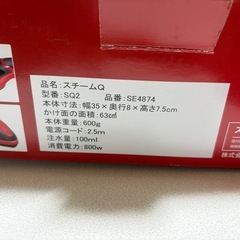 品名：スチームQ
型番：SQ2　品番：SE4874
本体寸法：幅35×奥行8×高さ7.5cm
かけ面の面積：63㎠
本体重量：600g
電源コード：2.5m
注水量：100ml
消費電力：800w
株式